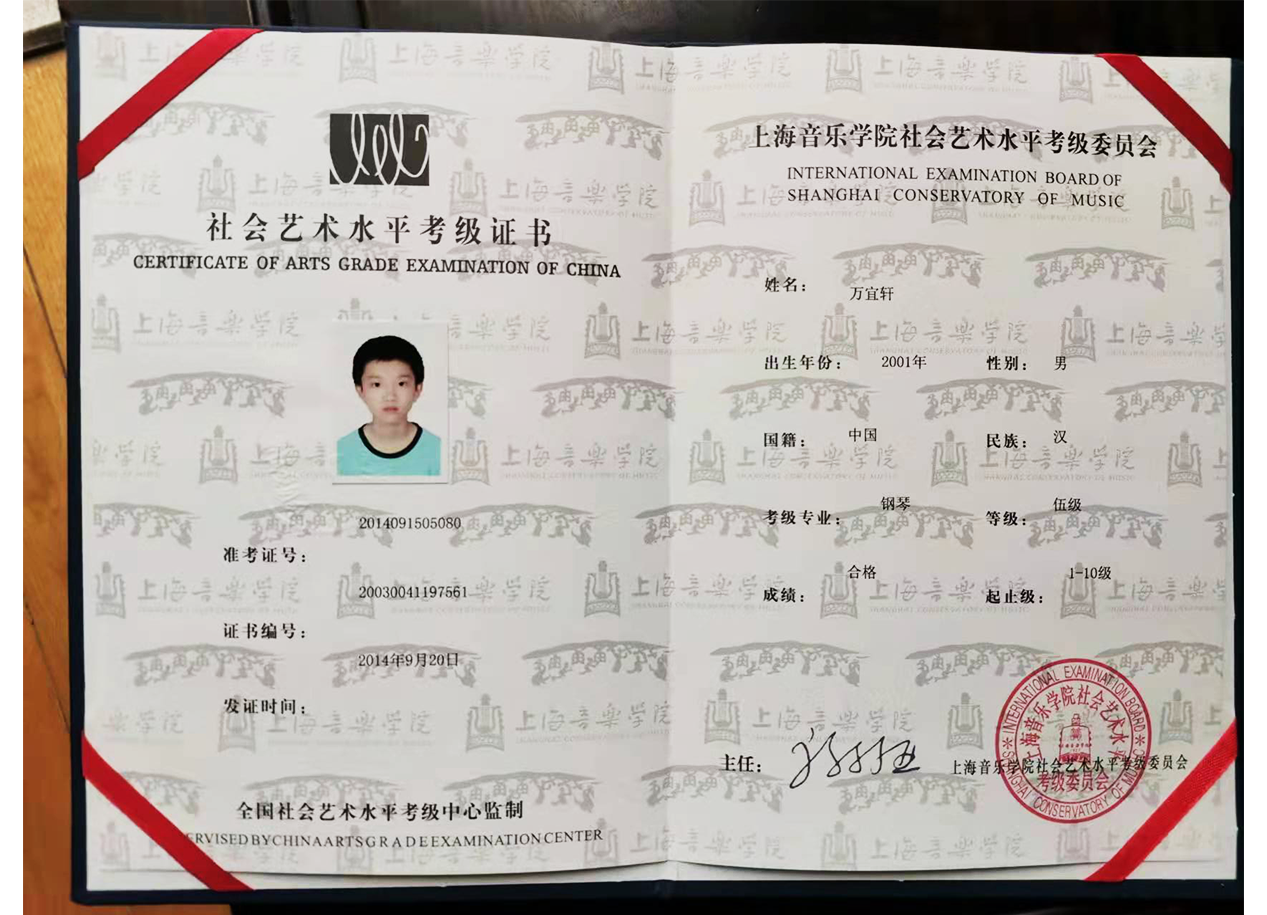 社会艺术水平考级证书
CERTIFICATE OF ARTS GRADE EXAMINATION OF CHINA
2014091505080
准考证号：
20030041197561
证书编号：
2014年9月20日
发证时间：
全国社会艺术水平考级中心监制
RVISED BY CHINA ARTS GRADE EXAMINATION CENTER
上海音乐学院社会艺术水平考级委员会
INTERNATIONAL EXAMINATION BOARD OF
SHANGHAI CONSERVATORY OF MUSIC
姓名： 万宜轩
出生年份： 2001年 性别： 男
国籍： 中国 民族： 汉
考级专业： 钢琴 等级： 伍级
成绩： 合格 起止级： 1-10级
主任：
上海音乐学院社会艺术水平考级委员会
INTERNATIONAL EXAMINATION BOARD
SHANGHAI CONSERVATORY OF MUSIC
上海音乐学院社会艺术水平
考级委员会
上海音樂学院
SHANGHAI CONSERVATORY OF MUSIC